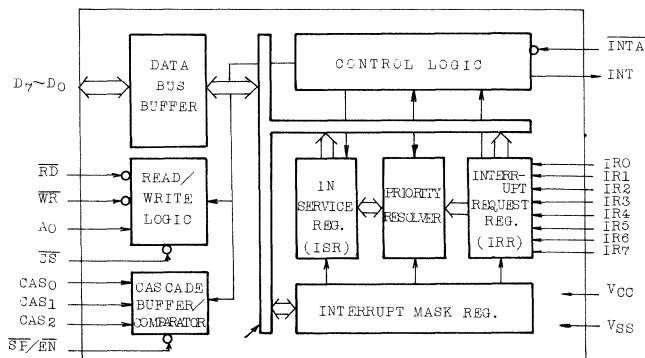 D7~D0
DATA
BUS
BUFFER
CONTROL LOGIC
INTA
INT
RD
WR
A0
CS
READ/
WRITE
LOGIC
CAS0
CAS1
CAS2
SP/EN
CASCADE
BUFFER/
COMPARATOR
IN
SERVICE
REG.
(ISR)
PRIORITY
RESOLVER
INTERR-
UPT
REQUEST
REG.
(IRR)
IR0
IR1
IR2
IR3
IR4
IR5
IR6
IR7
INTERRUPT MASK REG.
VCC
VSS